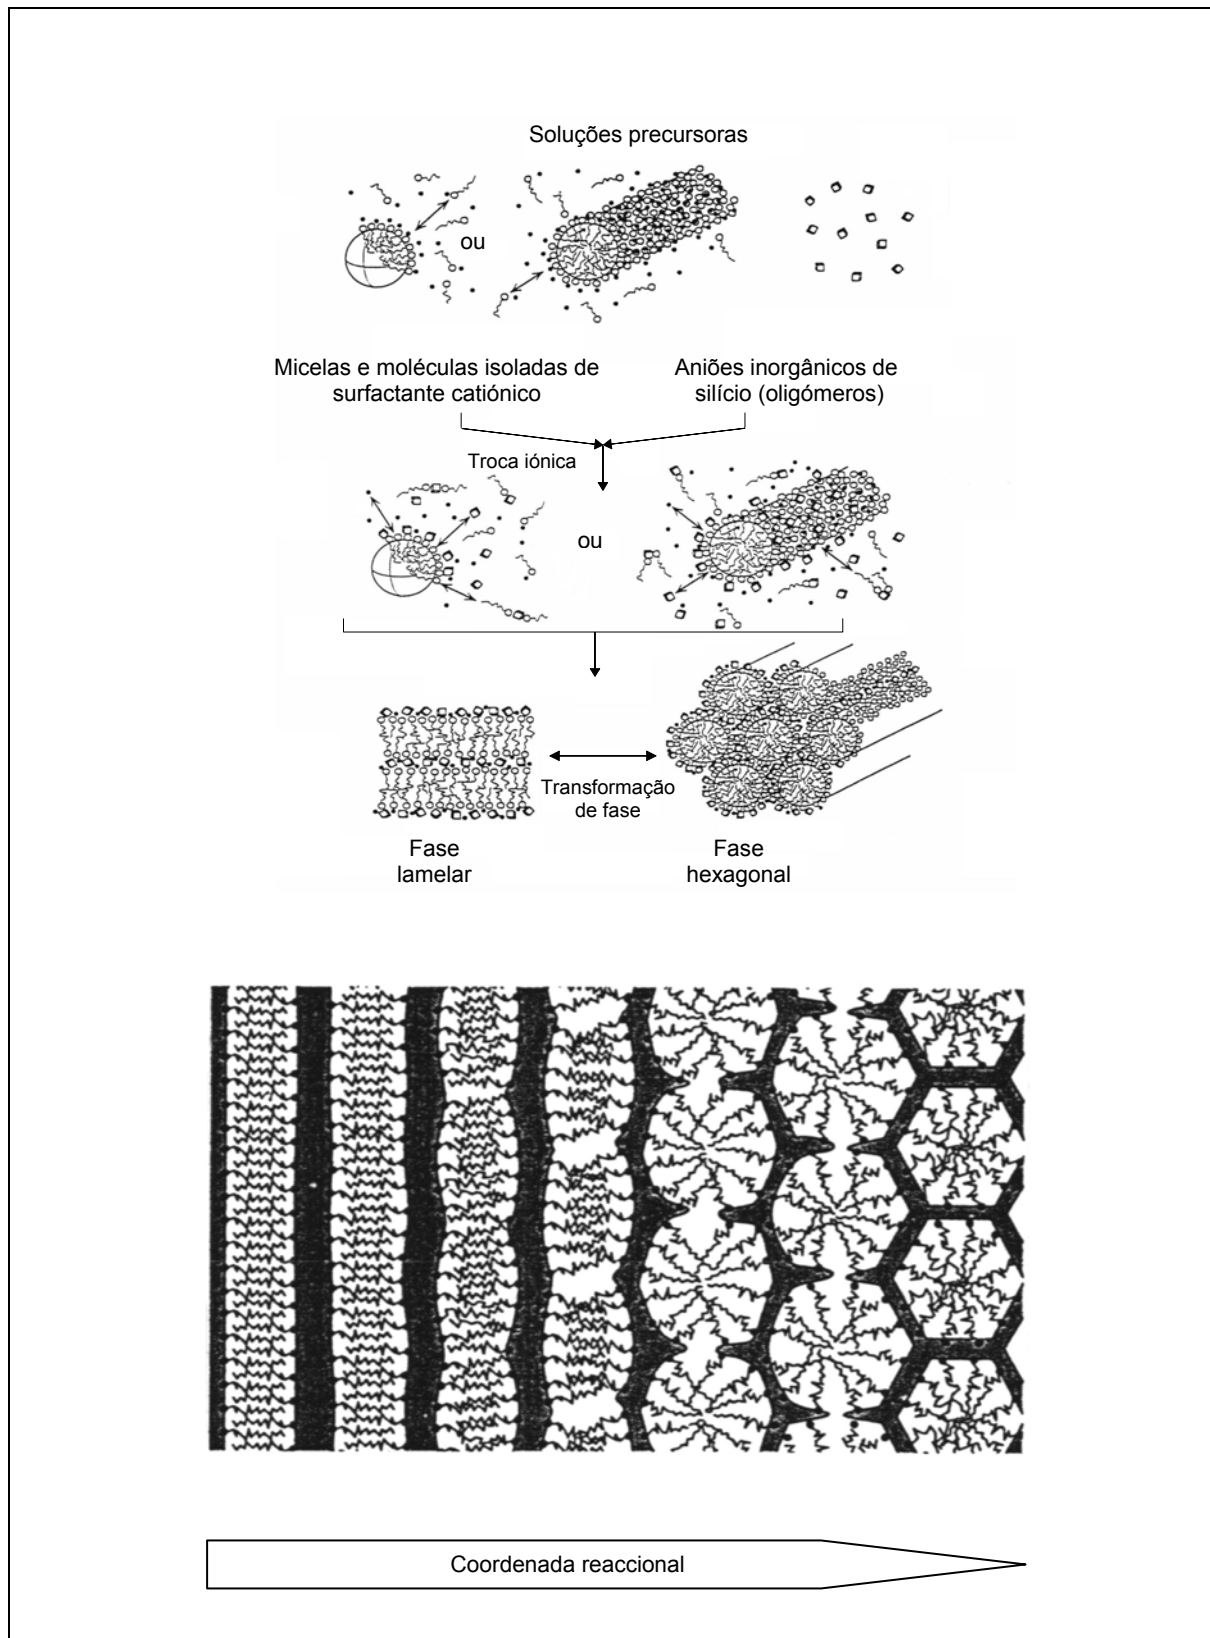 Soluções precursoras
ou
Micelas e moléculas isoladas de
surfactante catiónico
Aniões inorgânicos de
silício (oligómeros)
Troca iónica
ou
Transformação
de fase
Fase
lamelar
Fase
hexagonal
Coordenada reaccional